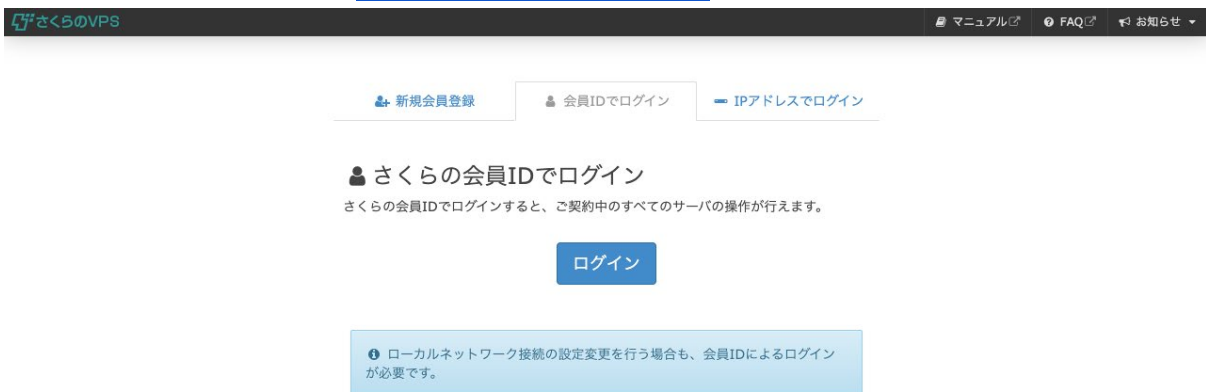 さくらのVPS
マニュアル
FAQ
お知らせ
新規会員登録
会員IDでログイン
IPアドレスでログイン
さくらの会員IDでログイン
さくらの会員IDでログインすると、ご契約中のすべてのサーバの操作が行えます。
ログイン
ローカルネットワーク接続の設定変更を行う場合も、会員IDによるログイン
が必要です。